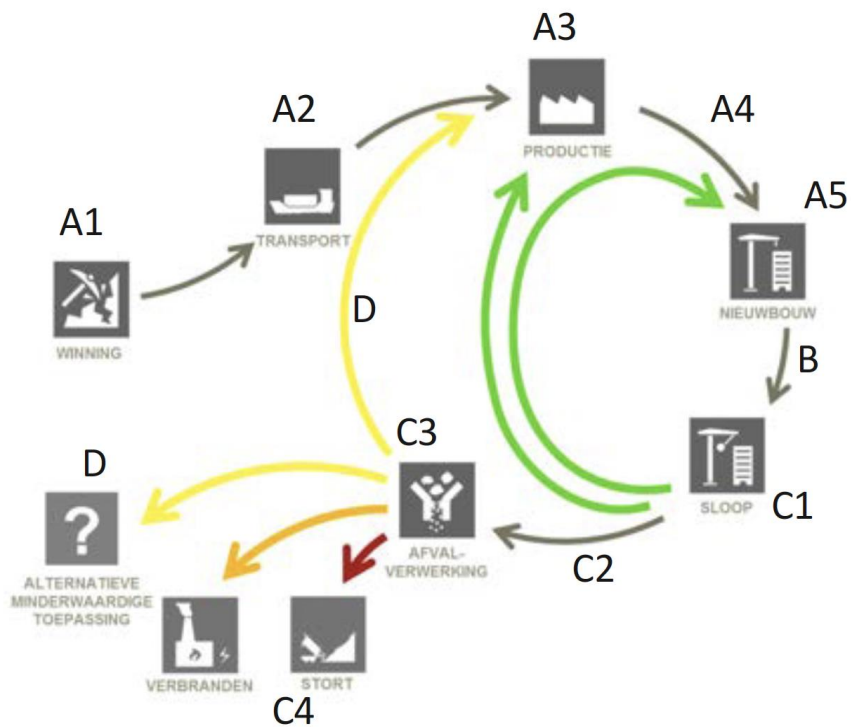 A3
PRODUCTIE
A4
A2
TRANSPORT
A5
NIEUWBOUW
A1
WINNING
D
B
C3
AFVAL-
VERWERKING
SLOOP
C1
C2
D
?
ALTERNATIEVE
MINDERWAARDIGE
TOEPASSING
VERBRANDEN
STORT
C4